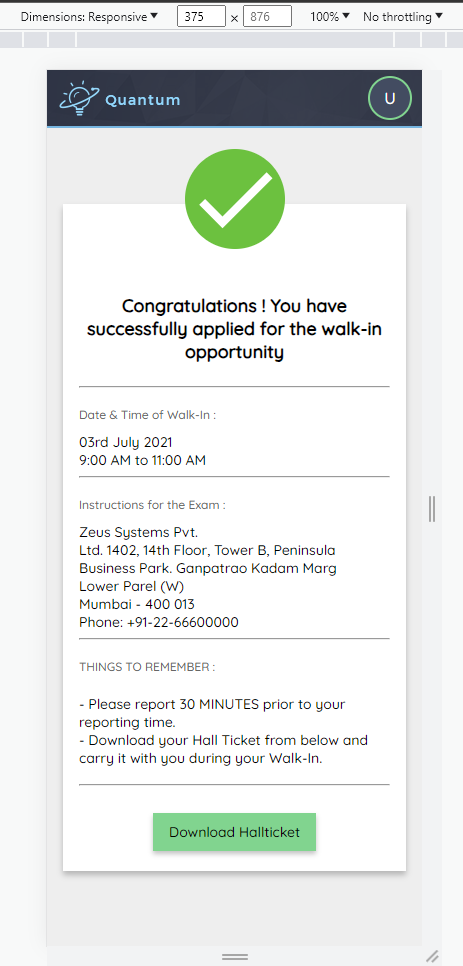 Dimensions: Responsive ▼ 375 × 876 100% ▼ No throttling ▼
Quantum U
Congratulations ! You have
successfully applied for the walk-in
opportunity
Date & Time of Walk-In :
03rd July 2021
9:00 AM to 11:00 AM
Instructions for the Exam :
Zeus Systems Pvt.
Ltd. 1402, 14th Floor, Tower B, Peninsula
Business Park. Ganpatrao Kadam Marg
Lower Parel (W)
Mumbai - 400 013
Phone: +91-22-66600000
THINGS TO REMEMBER :
- Please report 30 MINUTES prior to your
reporting time.
- Download your Hall Ticket from below and
carry it with you during your Walk-In.
Download Hallticket